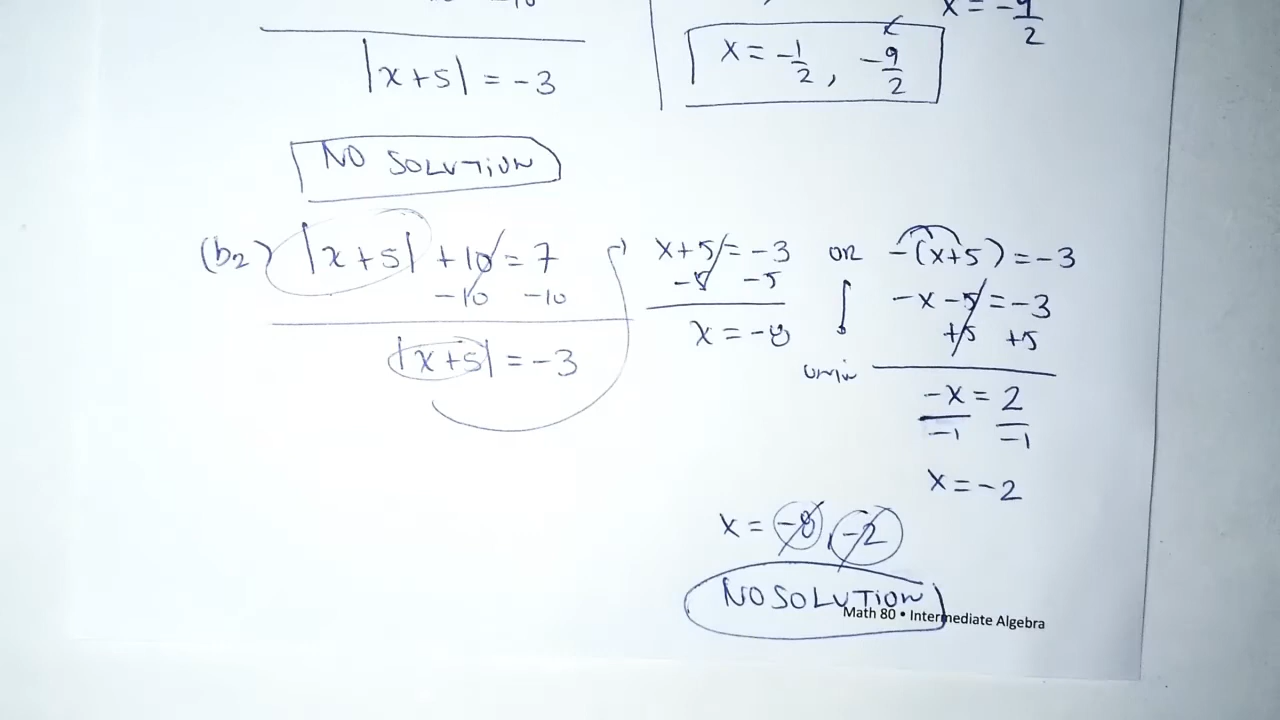 |x+5| = -3
NO SOLUTION
x = -9/2
x = -1/2, -9/2
(b2) |x+5| + 10 = 7
-10 -10
|x+5| = -3
x+5 = -3 OR -(x+5) = -3
-5 -5
x = -8
-x - 5 = -3
+5 +5
-x = 2
-1 -1
x = -2
x = -8, -2
NO SOLUTION
Math 80 • Intermediate Algebra